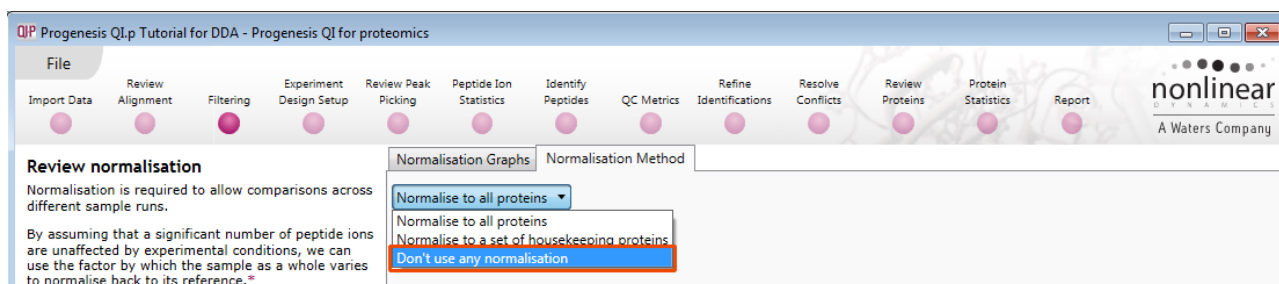 QIP Progenesis QI.p Tutorial for DDA - Progenesis QI for proteomics
File
Import Data
Review Alignment
Filtering
Experiment Design Setup
Review Peak Picking
Peptide Ion Statistics
Identify Peptides
QC Metrics
Refine Identifications
Resolve Conflicts
Review Proteins
Protein Statistics
Report
nonlinear
DYNAMICS
A Waters Company
Review normalisation
Normalisation is required to allow comparisons across
different sample runs.
By assuming that a significant number of peptide ions
are unaffected by experimental conditions, we can
use the factor by which the sample as a whole varies
to normalise back to its reference.*
Normalisation Graphs
Normalisation Method
Normalise to all proteins
Normalise to all proteins
Normalise to a set of housekeeping proteins
Don't use any normalisation